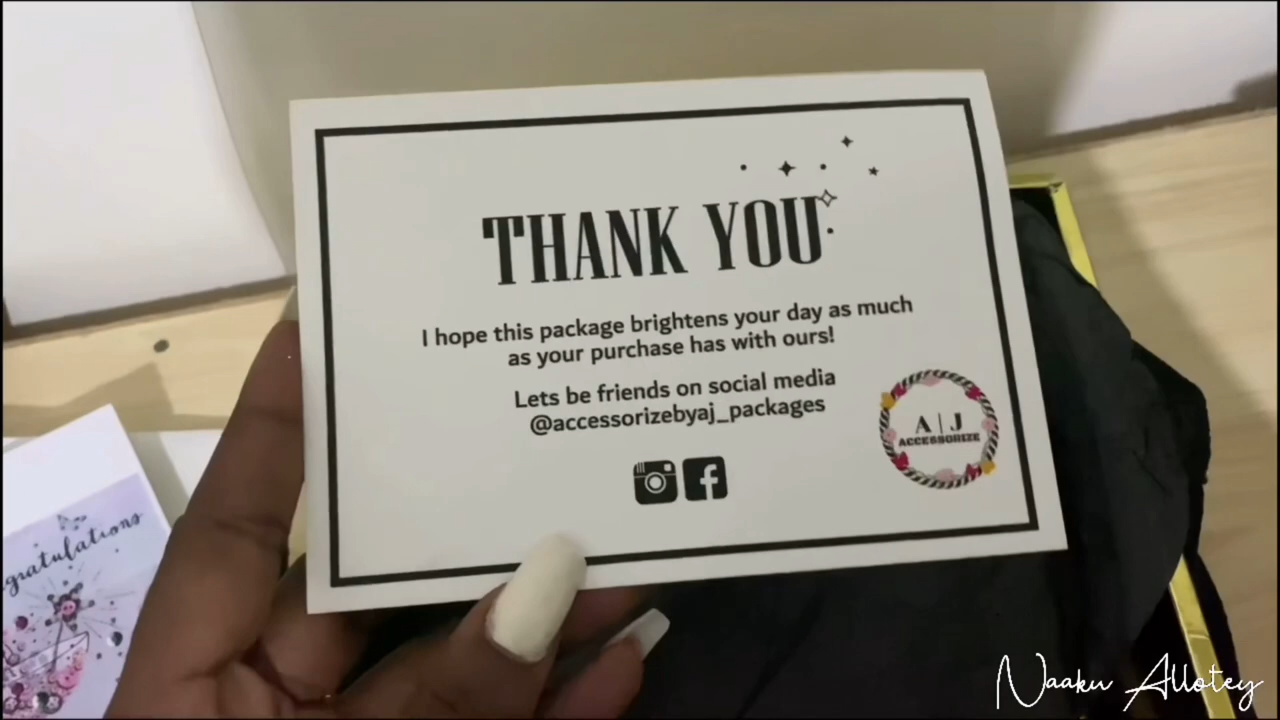 THANK YOU
I hope this package brightens your day as much
as your purchase has with ours!
Lets be friends on social media
@accessorizebyaj_packages
A | J
ACCESSORIZE
ngratulations
Naaku Allotey